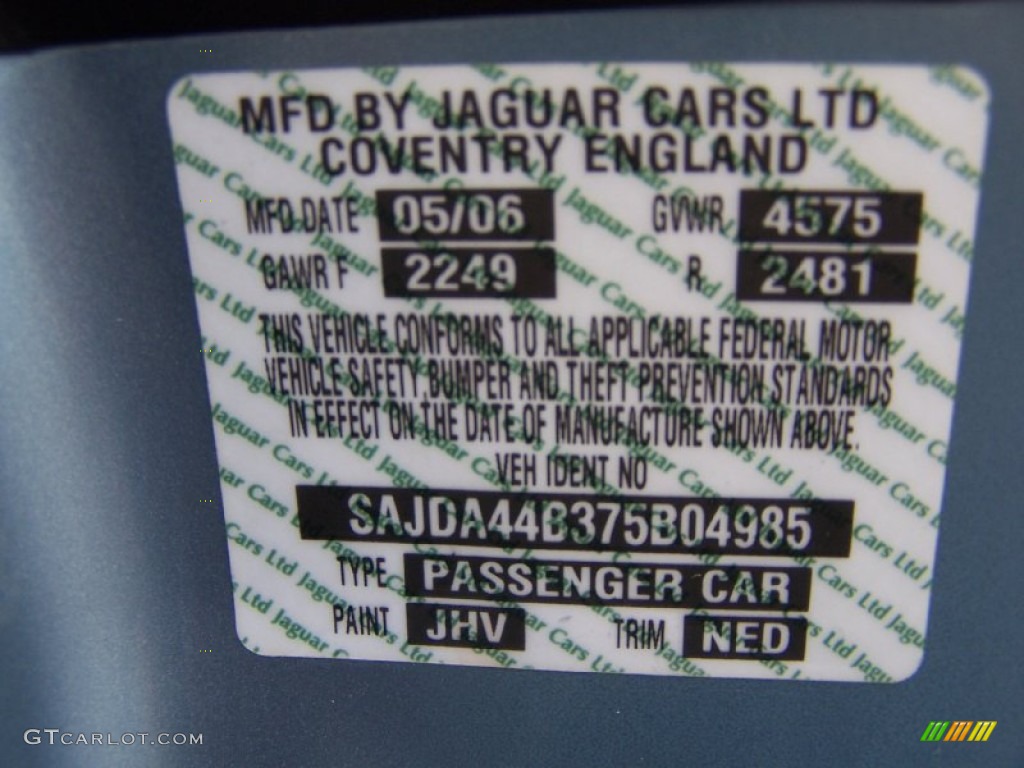 MFD BY JAGUAR CARS LTD
COVENTRY ENGLAND
MFD DATE 05/06 GVWR 4575
GAWR F 2249 R 2481
THIS VEHICLE CONFORMS TO ALL APPLICABLE FEDERAL MOTOR
VEHICLE SAFETY, BUMPER AND THEFT PREVENTION STANDARDS
IN EFFECT ON THE DATE OF MANUFACTURE SHOWN ABOVE.
VEH IDENT NO
SAJDA44B375B04985
TYPE PASSENGER CAR
PAINT JHV TRIM NED
GTCARLOT.COM